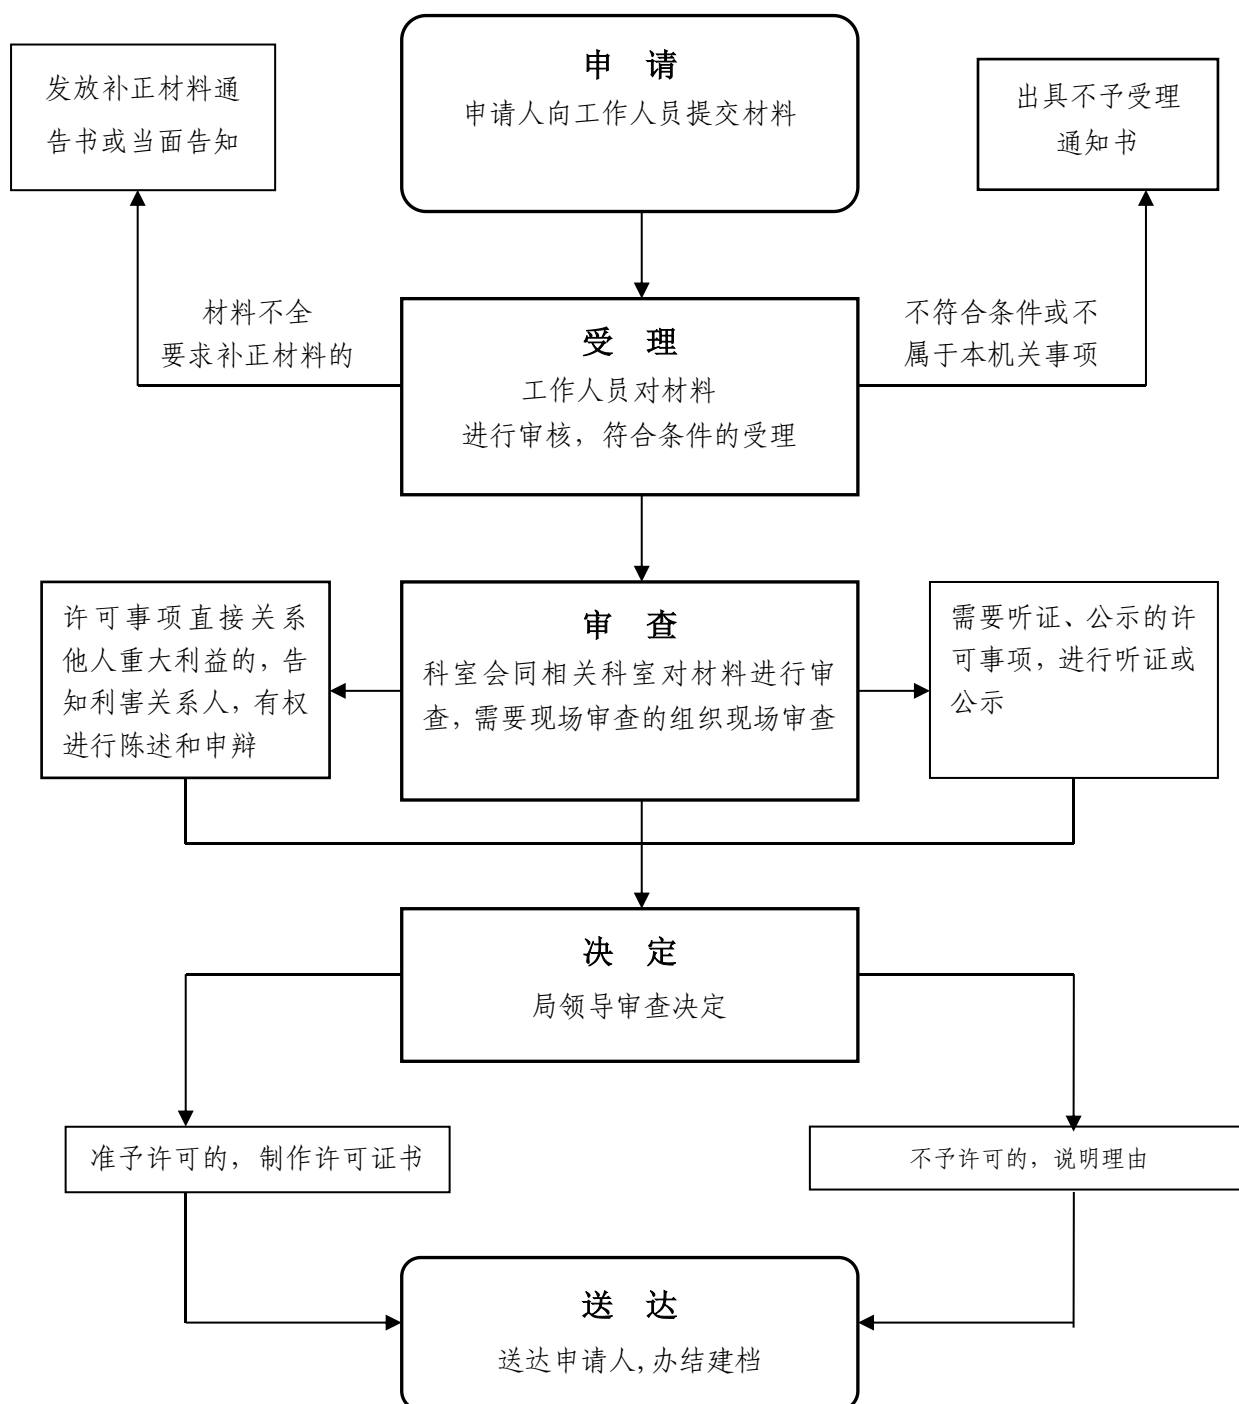 申 请
申请人向工作人员提交材料
发放补正材料通
告书或当面告知
出具不予受理
通知书
材料不全
要求补正材料的
不符合条件或不
属于本机关事项
受 理
工作人员对材料
进行审核，符合条件的受理
许可事项直接关系
他人重大利益的，告
知利害关系人，有权
进行陈述和申辩
审 查
科室会同相关科室对材料进行审
查，需要现场审查的组织现场审查
需要听证、公示的许
可事项，进行听证或
公示
决 定
局领导审查决定
准予许可的，制作许可证书
不予许可的，说明理由
送 达
送达申请人,办结建档